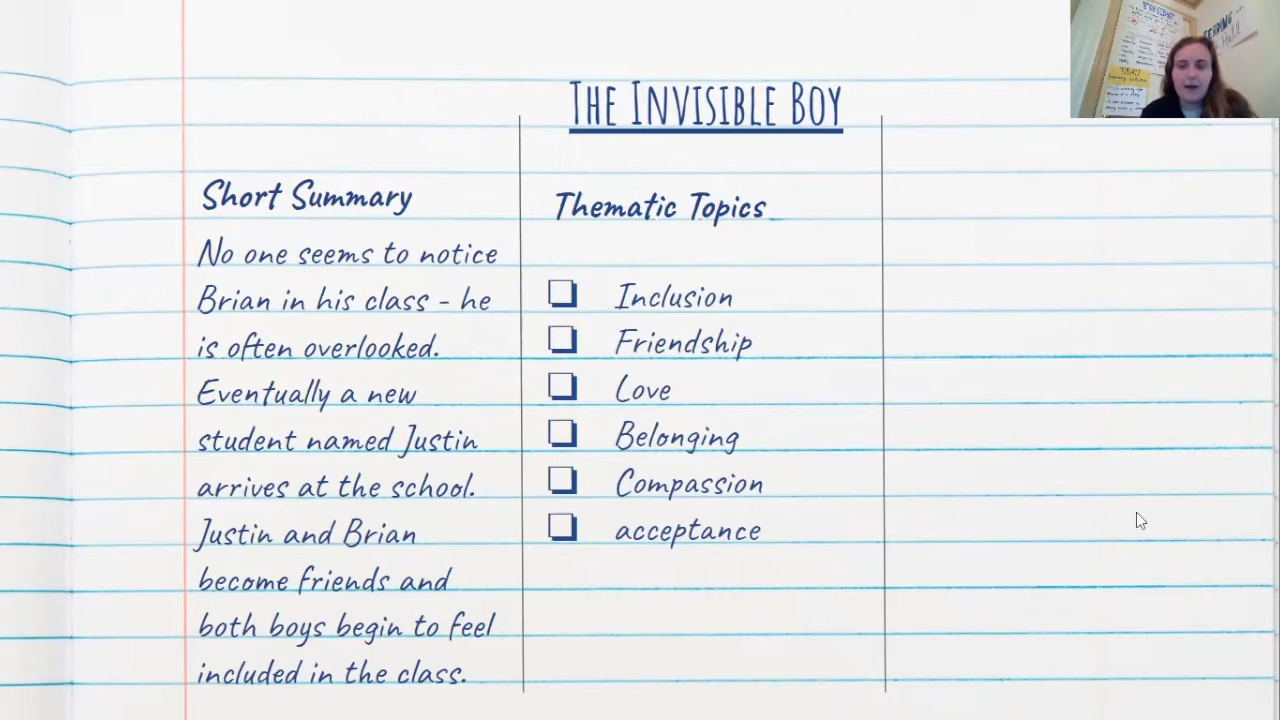 THE INVISIBLE BOY
Short Summary
No one seems to notice
Brian in his class - he
is often overlooked.
Eventually a new
student named Justin
arrives at the school.
Justin and Brian
become friends and
both boys begin to feel
included in the class.
Thematic Topics
Inclusion
Friendship
Love
Belonging
Compassion
acceptance